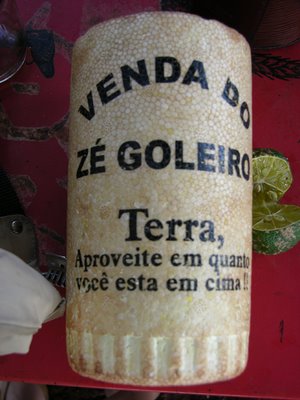 VENDA DO
ZÉ GOLEIRO
Terra,
Aproveite em quanto
você esta em cima !!